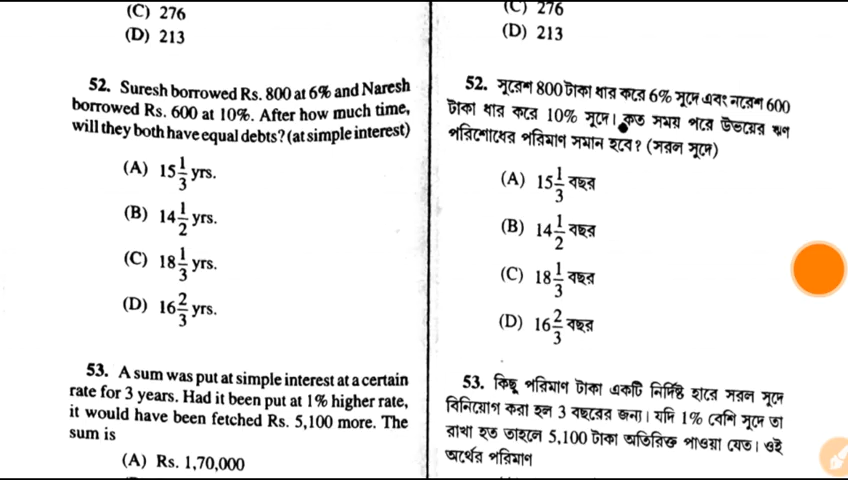 (C) 276
(D) 213
52. Suresh borrowed Rs. 800 at 6% and Naresh
borrowed Rs. 600 at 10%. After how much time,
will they both have equal debts? (at simple interest)
(A) 15 1/3 yrs.
(B) 14 1/2 yrs.
(C) 18 1/3 yrs.
(D) 16 2/3 yrs.
53. A sum was put at simple interest at a certain
rate for 3 years. Had it been put at 1% higher rate,
it would have been fetched Rs. 5,100 more. The
sum is
(A) Rs. 1,70,000
(C) 276
(D) 213
52. সুরেশ 800 টাকা ধার করে 6% সুদে এবং নরেশ 600
টাকা ধার করে 10% সুদে। কত সময় পরে উভয়ের ঋণ
পরিশোধের পরিমাণ সমান হবে? (সরল সুদে)
(A) 15 1/3 বছর
(B) 14 1/2 বছর
(C) 18 1/3 বছর
(D) 16 2/3 বছর
53. কিছু পরিমাণ টাকা একটি নির্দিষ্ট হারে সরল সুদে
বিনিয়োগ করা হল 3 বছরের জন্য। যদি 1% বেশি সুদে তা
রাখা হত তাহলে 5,100 টাকা অতিরিক্ত পাওয়া যেত। ওই
অর্থের পরিমাণ